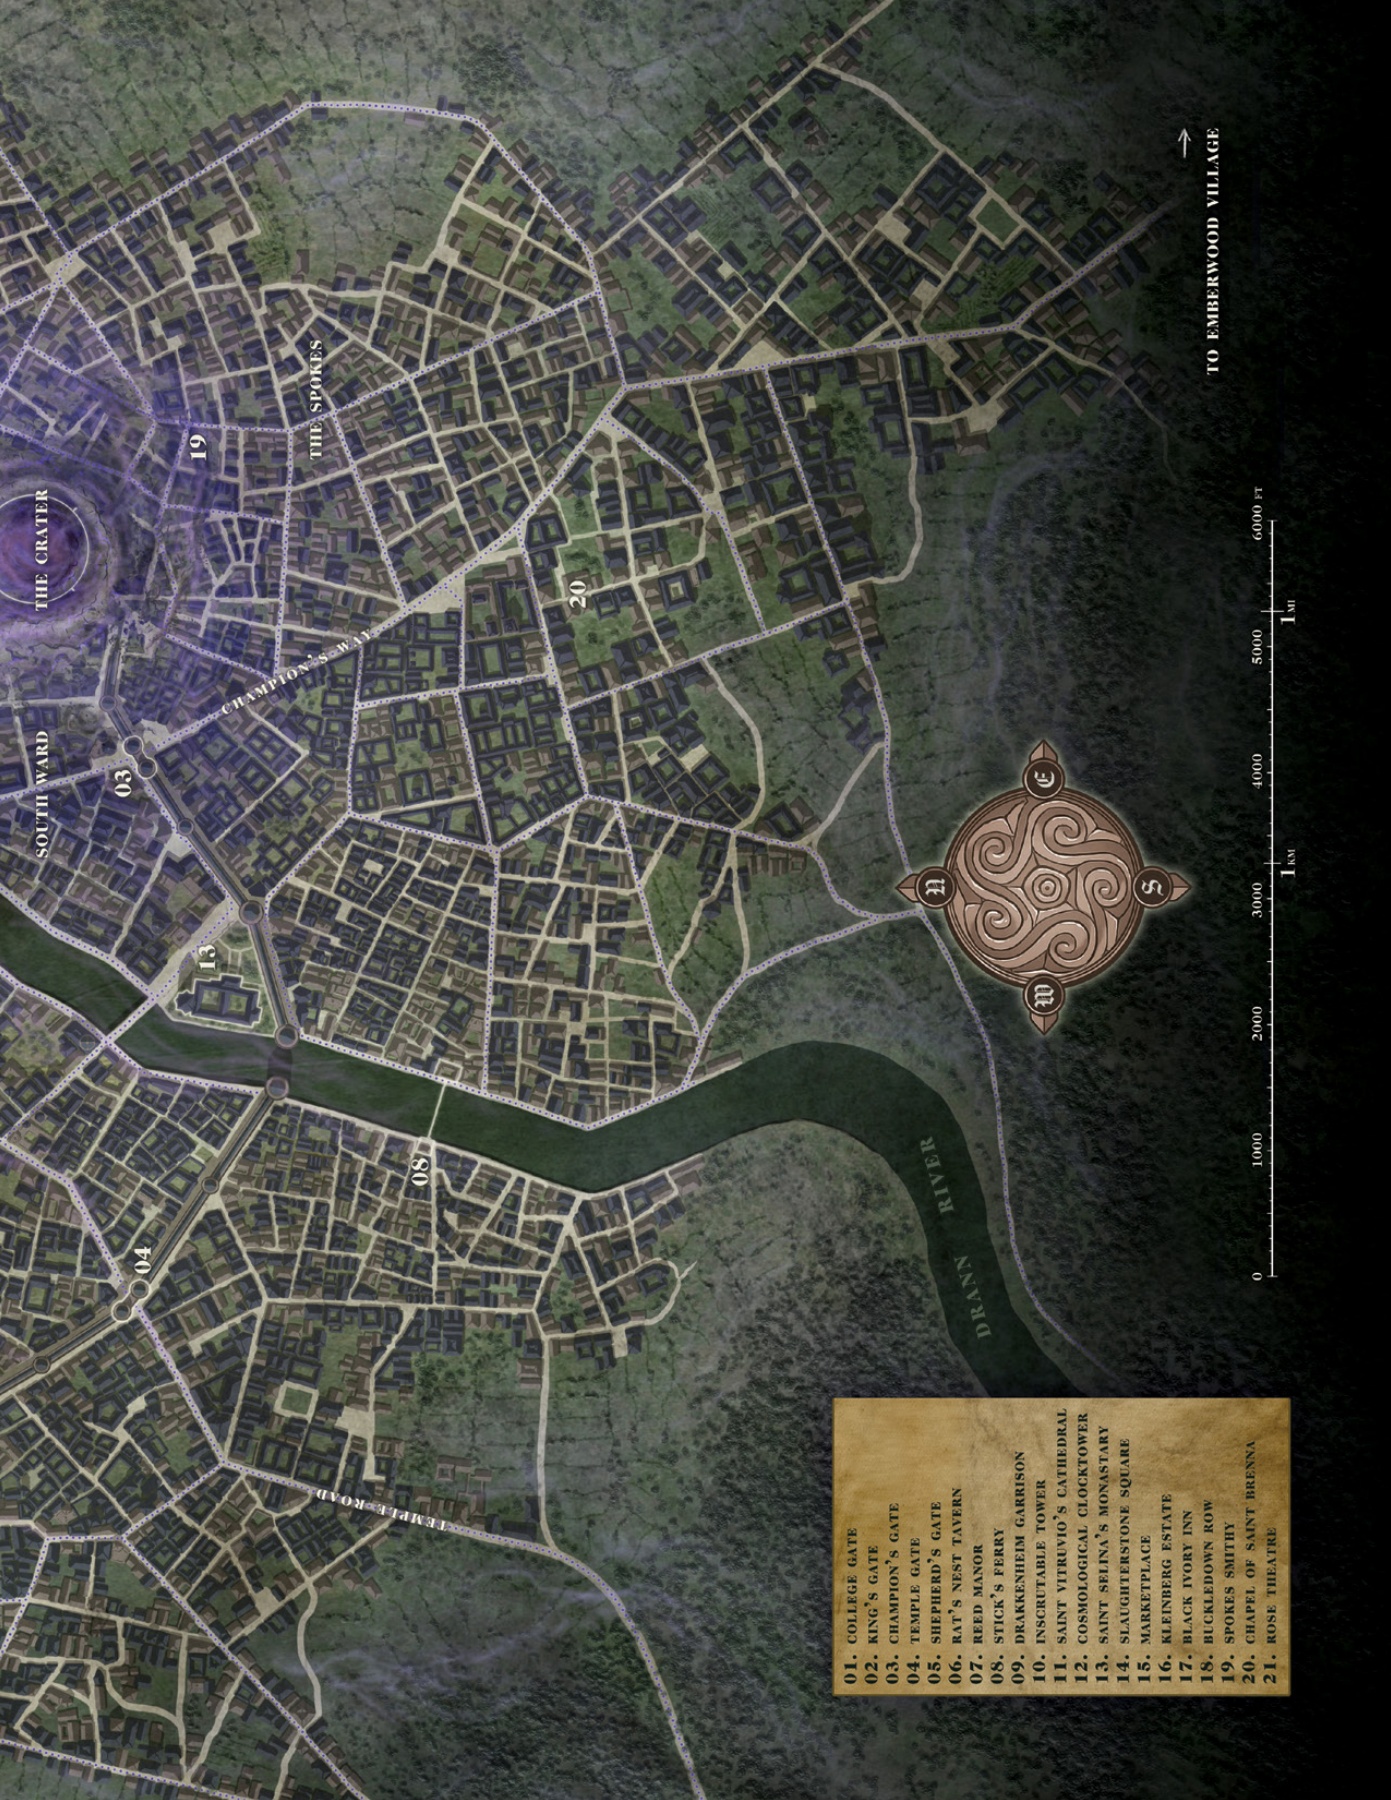 THE CRATER
SOUTH WARD
19
THE SPOKES
CHAMPION'S WAY
03
20
13
08
04
TEMPLE ROAD
DRANN RIVER
TO EMBERWOOD VILLAGE
N
E
S
W
0 1000 2000 3000 4000 5000 6000 FT
1 KM
1 MI
01. COLLEGE GATE
02. KING'S GATE
03. CHAMPION'S GATE
04. TEMPLE GATE
05. SHEPHERD'S GATE
06. RAT'S NEST TAVERN
07. REED MANOR
08. STICK'S FERRY
09. DRAKKENHEIM GARRISON
10. INSCRUTABLE TOWER
11. SAINT VITRUVIO'S CATHEDRAL
12. COSMOLOGICAL CLOCKTOWER
13. SAINT SELINA'S MONASTARY
14. SLAUGHTERSTONE SQUARE
15. MARKETPLACE
16. KLEINBERG ESTATE
17. BLACK IVORY INN
18. BUCKLEDOWN ROW
19. SPOKES SMITHY
20. CHAPEL OF SAINT BRENNA
21. ROSE THEATRE